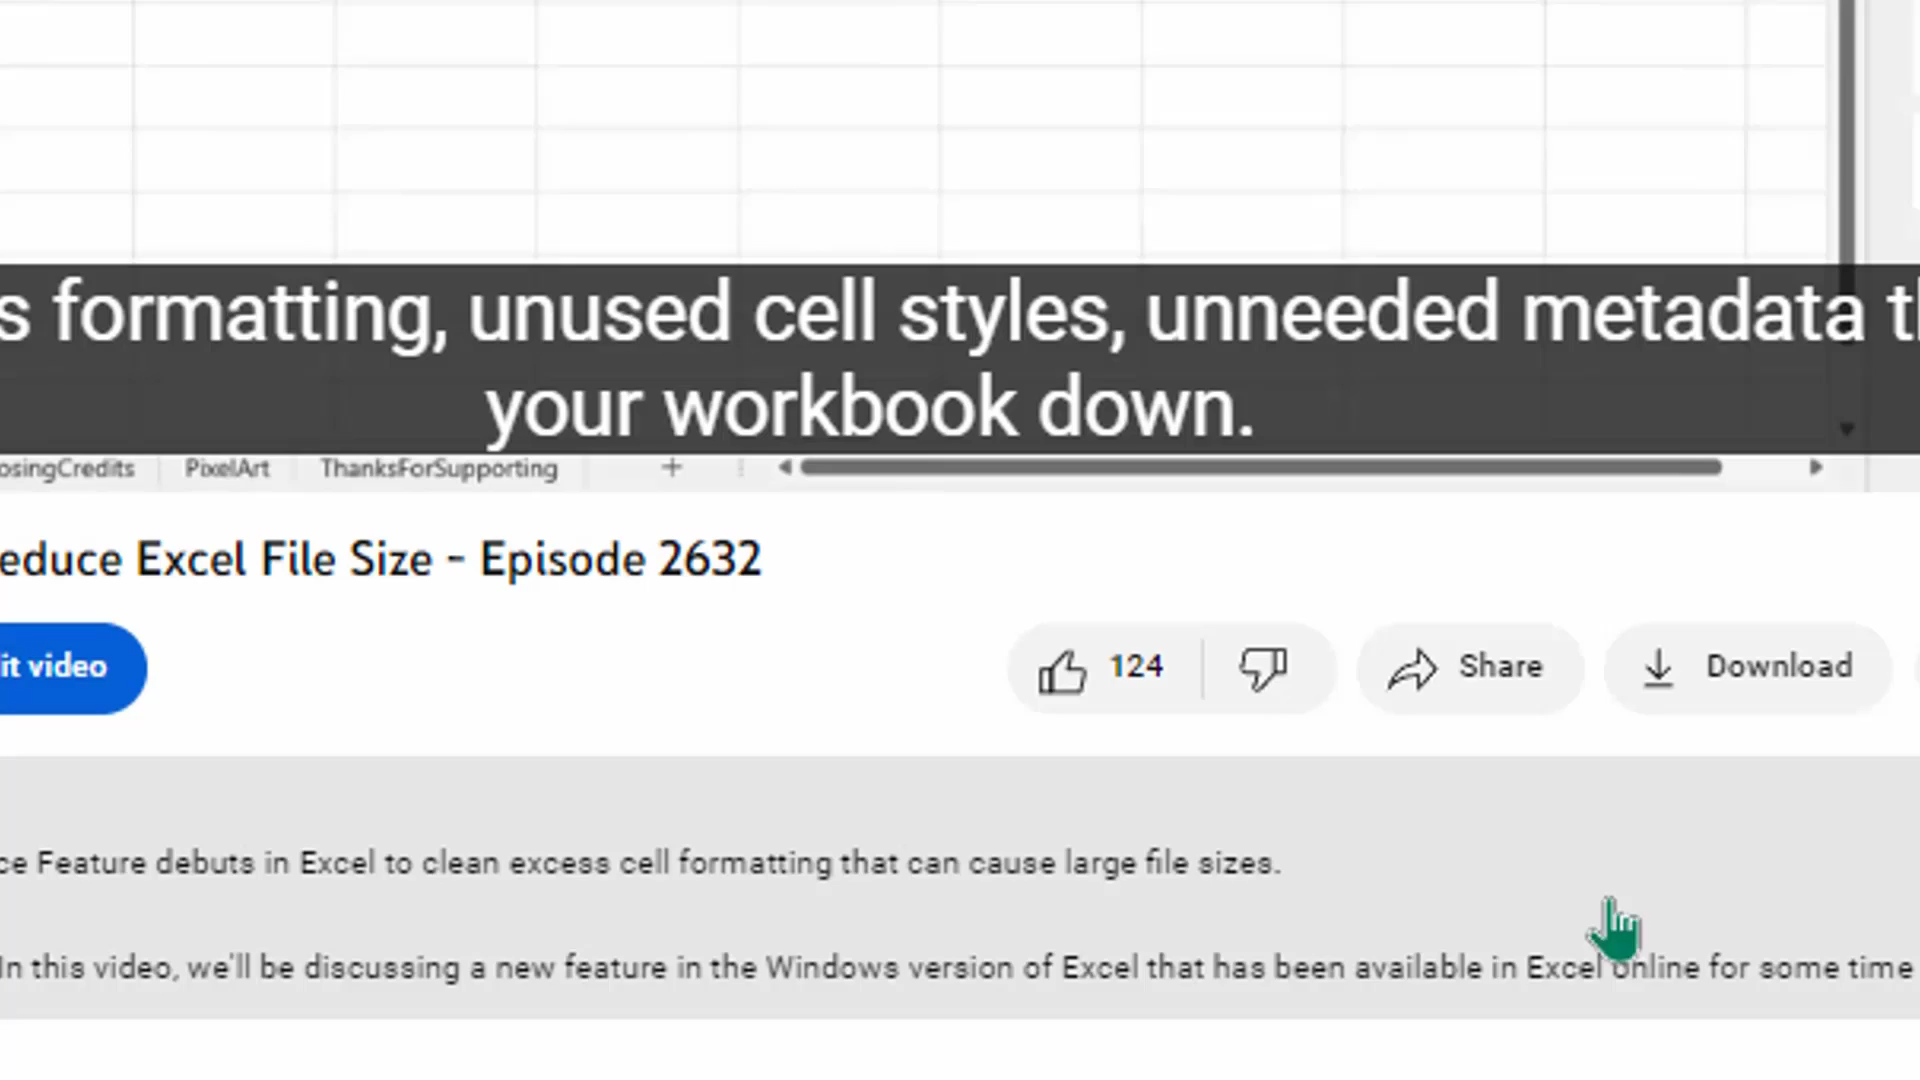 s formatting, unused cell styles, unneeded metadata
your workbook down.
osingCredits PixelArt ThanksForSupporting +
educe Excel File Size - Episode 2632
it video 124 Share Download
ce Feature debuts in Excel to clean excess cell formatting that can cause large file sizes.
In this video, we'll be discussing a new feature in the Windows version of Excel that has been available in Excel online for some time